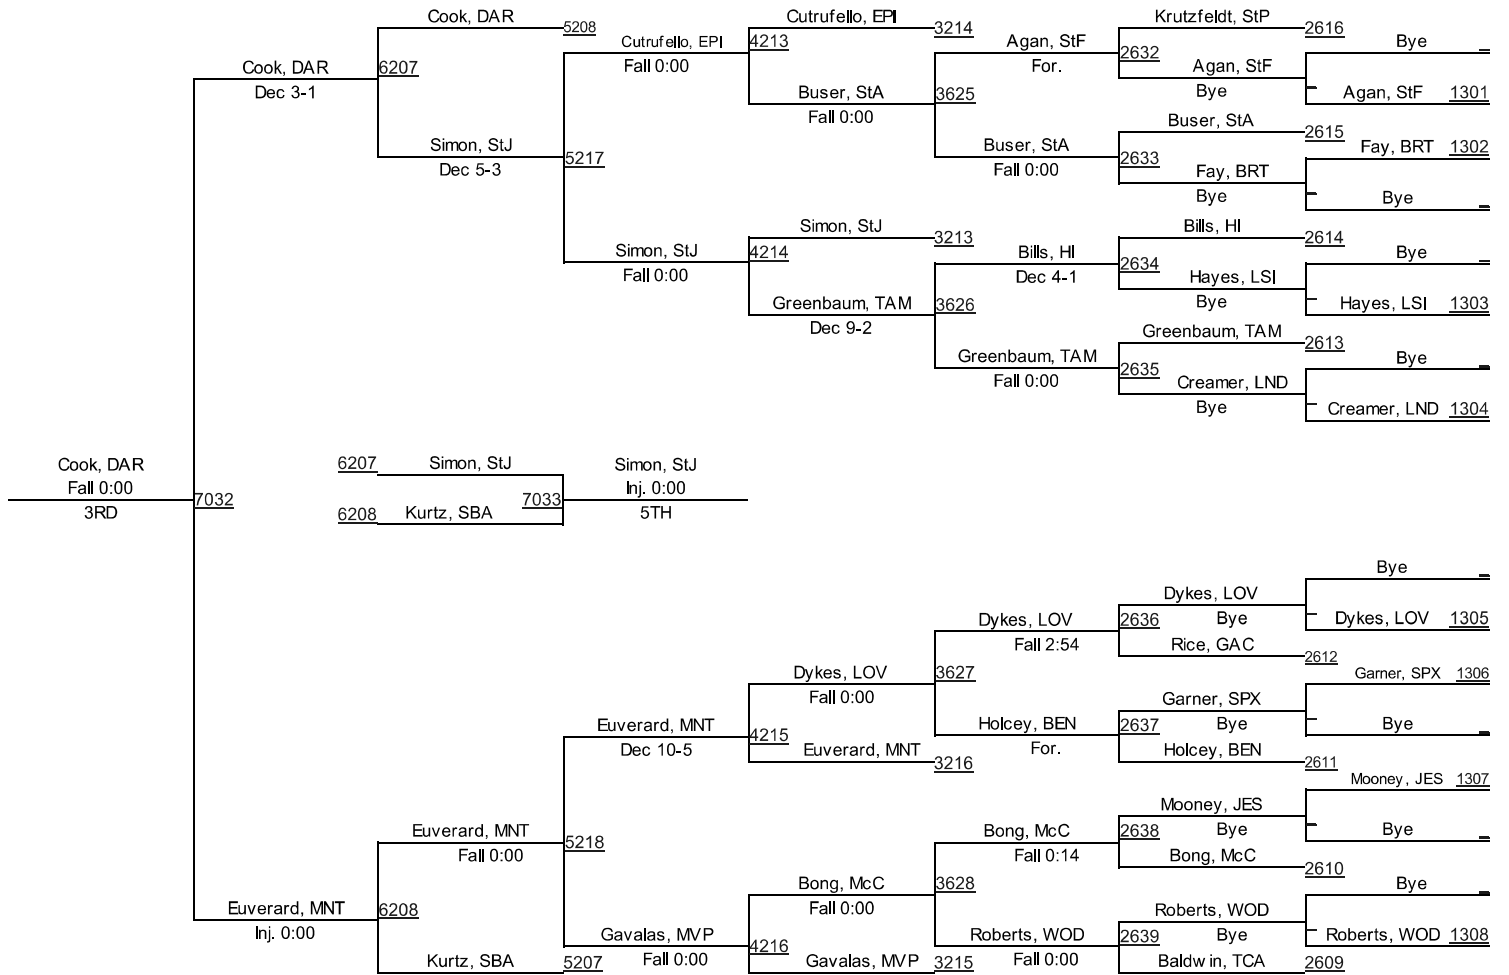 Cook, DAR
5208
Cutrufello, EPI
3214
Krutzfeldt, StP
2616
Cutrufello, EPI
4213
Agan, StF
2632
Bye
Cook, DAR
6207
Fall 0:00
For.
Agan, StF
Dec 3-1
Buser, StA
3625
Bye
Agan, StF
1301
Fall 0:00
Buser, StA
2615
Simon, StJ
5217
Buser, StA
2633
Fay, BRT
1302
Dec 5-3
Fall 0:00
Fay, BRT
Bye
Bye
Simon, StJ
3213
Bills, HI
2614
Simon, StJ
4214
Bills, HI
2634
Bye
Fall 0:00
Dec 4-1
Hayes, LSI
Greenbaum, TAM
3626
Bye
Hayes, LSI
1303
Dec 9-2
Greenbaum, TAM
2613
Greenbaum, TAM
2635
Bye
Fall 0:00
Creamer, LND
Bye
Creamer, LND
1304
Cook, DAR
6207
Simon, StJ
Simon, StJ
Fall 0:00
7032
7033
Inj. 0:00
3RD
6208
Kurtz, SBA
5TH
Bye
Dykes, LOV
Dykes, LOV
2636
Bye
Dykes, LOV
1305
Fall 2:54
Rice, GAC
2612
Dykes, LOV
3627
Garner, SPX
1306
Fall 0:00
Garner, SPX
Euverard, MNT
4215
Holcey, BEN
2637
Bye
Bye
Dec 10-5
Euverard, MNT
3216
For.
Holcey, BEN
2611
Mooney, JES
1307
Mooney, JES
Euverard, MNT
5218
Bong, McC
2638
Bye
Bye
Fall 0:00
Fall 0:14
Bong, McC
2610
Bong, McC
3628
Bye
Euverard, MNT
6208
Fall 0:00
Roberts, WOD
Inj. 0:00
Gavalas, MVP
4216
Roberts, WOD
2639
Bye
Roberts, WOD
1308
Kurtz, SBA
5207
Fall 0:00
Gavalas, MVP
3215
Fall 0:00
Baldwin, TCA
2609